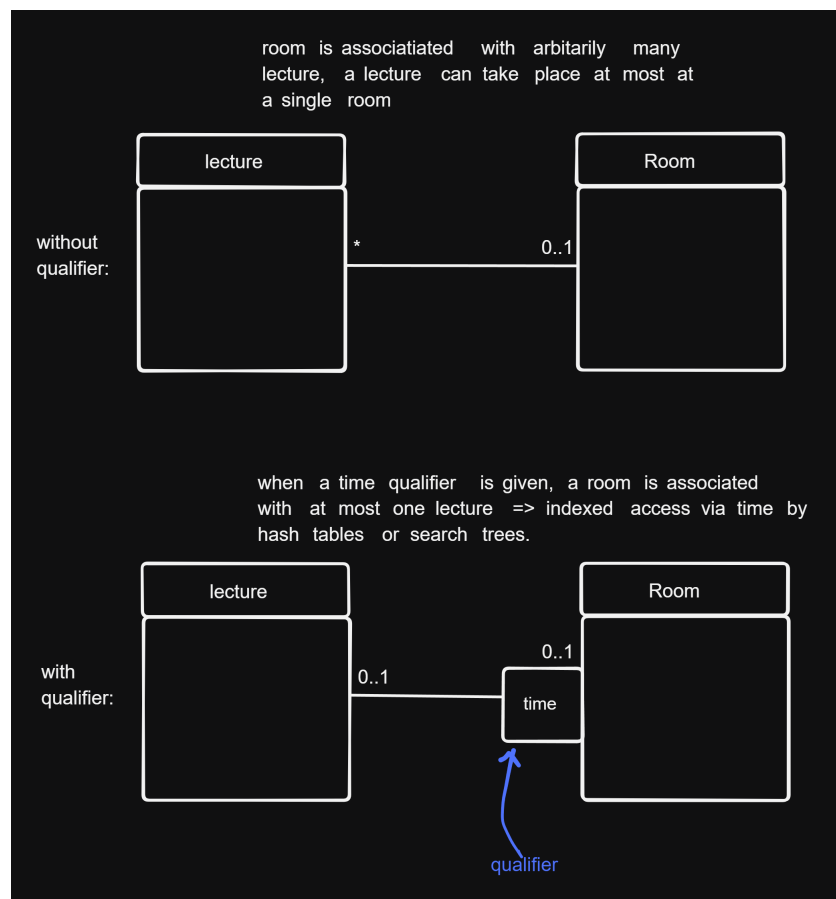 room is associatiated with arbitarily many
lecture, a lecture can take place at most at
a single room
lecture
Room
without
qualifier:
*
0..1
when a time qualifier is given, a room is associated
with at most one lecture => indexed access via time by
hash tables or search trees.
lecture
Room
with
qualifier:
0..1
0..1
time
qualifier